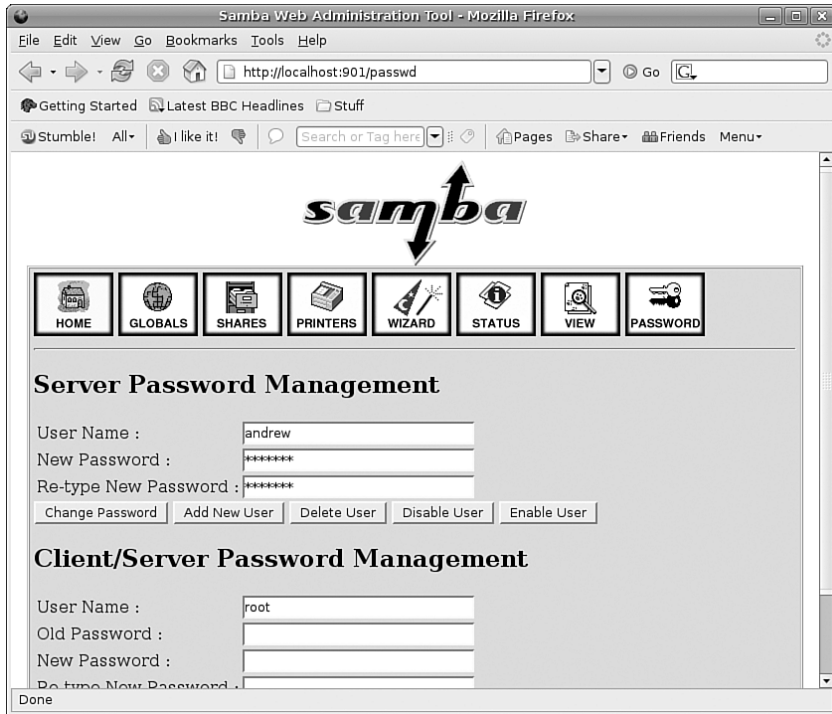 Samba Web Administration Tool - Mozilla Firefox
File Edit View Go Bookmarks Tools Help
http://localhost:901/passwd Go G
Getting Started Latest BBC Headlines Stuff
Stumble! All I like it! Search or Tag here Pages Share Friends Menu
samba
HOME GLOBALS SHARES PRINTERS WIZARD STATUS VIEW PASSWORD
Server Password Management
User Name : andrew
New Password : *******
Re-type New Password : *******
Change Password Add New User Delete User Disable User Enable User
Client/Server Password Management
User Name : root
Old Password :
New Password :
Re-type New Password :
Done